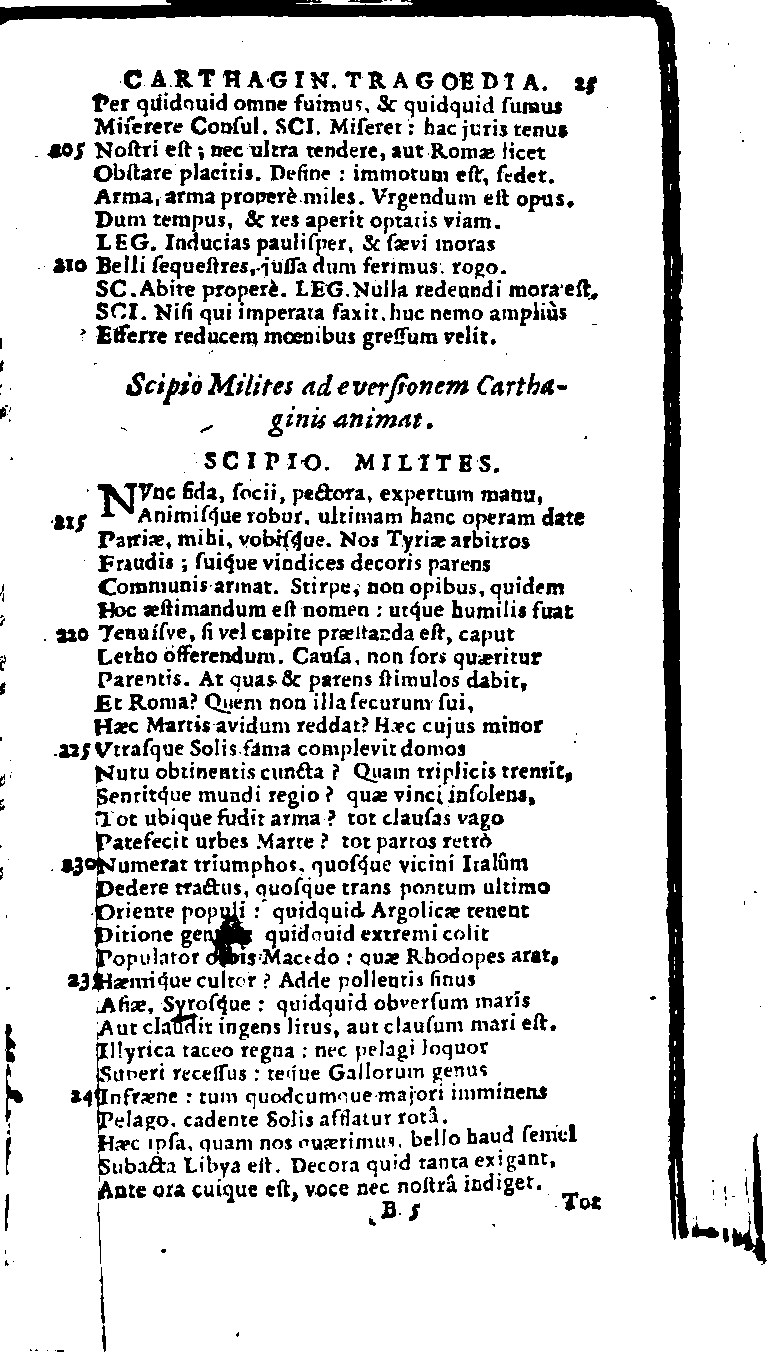 CARTHAGIN. TRAGOEDIA. 25
Per quidquid omne fuimus, & quidquid ſumus
Miſerere Conſul. SCI. Miſeret : hac juris tenus
205 Noſtri eſt ; nec ultra tendere, aut Romæ licet
Obſtare placitis. Deſine : immotum eſt, ſedet.
Arma, arma properè miles. Vrgendum eſt opus.
Dum tempus, & res aperit optatis viam.
LEG. Inducias pauliſper, & ſævi moras
210 Belli ſequeſtres, juſſa dum ferimus, rogo.
SC. Abite properè. LEG. Nulla redeundi mora eſt.
SCI. Niſi qui imperata faxit, huc nemo ampliùs
Efferre reducem mœnibus greſſum velit.
Scipio Milites ad everſionem Cartha-
ginis animat.
SCIPIO. MILITES.
NVnc fida, ſocii, pectora, expertum manu,
215 Animiſque robur, ultimam hanc operam date
Patriæ, mihi, vobiſque. Nos Tyriæ arbitros
Fraudis ; ſuique vindices decoris parens
Communis armat. Stirpe, non opibus, quidem
Hoc æſtimandum eſt nomen : utque humilis fuat
220 Tenuiſve, ſi vel capite præſtanda eſt, caput
Letho offerendum. Cauſa, non ſors quæritur
Parentis. At quas & parens ſtimulos dabit,
Et Roma? Quem non illa ſecurum ſui,
Hæc Martis avidum reddat? Hæc cujus minor
225 Vtraſque Solis fama complevit domos
Nutu obtinentis cuncta ? Quam triplicis tremit,
Sentitque mundi regio ? quæ vinci inſolens,
Tot ubique fudit arma ? tot clauſas vago
Patefecit urbes Marte ? tot partos retrò
230 Numerat triumphos, quoſque vicini Italûm
Dedere tractus, quoſque trans pontum ultimo
Oriente populi : quidquid Argolicæ tenent
Ditione quidquid extremi colit
Populator orbis Macedo : quæ Rhodopes arat,
235 Hæmique cultor ? Adde pollentis ſinus
Aſiæ, Syroſque : quidquid obverſum maris
Aut claudit ingens litus, aut clauſum mari eſt.
Illyrica taceo regna : nec pelagi loquor
Superi receſſus : teque Gallorum genus
240 Infræne : tum quodcumque majori imminens
Pelago, cadente Solis afflatur rotâ.
Hæc ipſa, quam nos quærimus, bello haud ſemel
Subacta Libya eſt. Decora quid tanta exigant,
Ante ora cuique eſt, voce nec noſtrâ indiget.
B 5 Tot